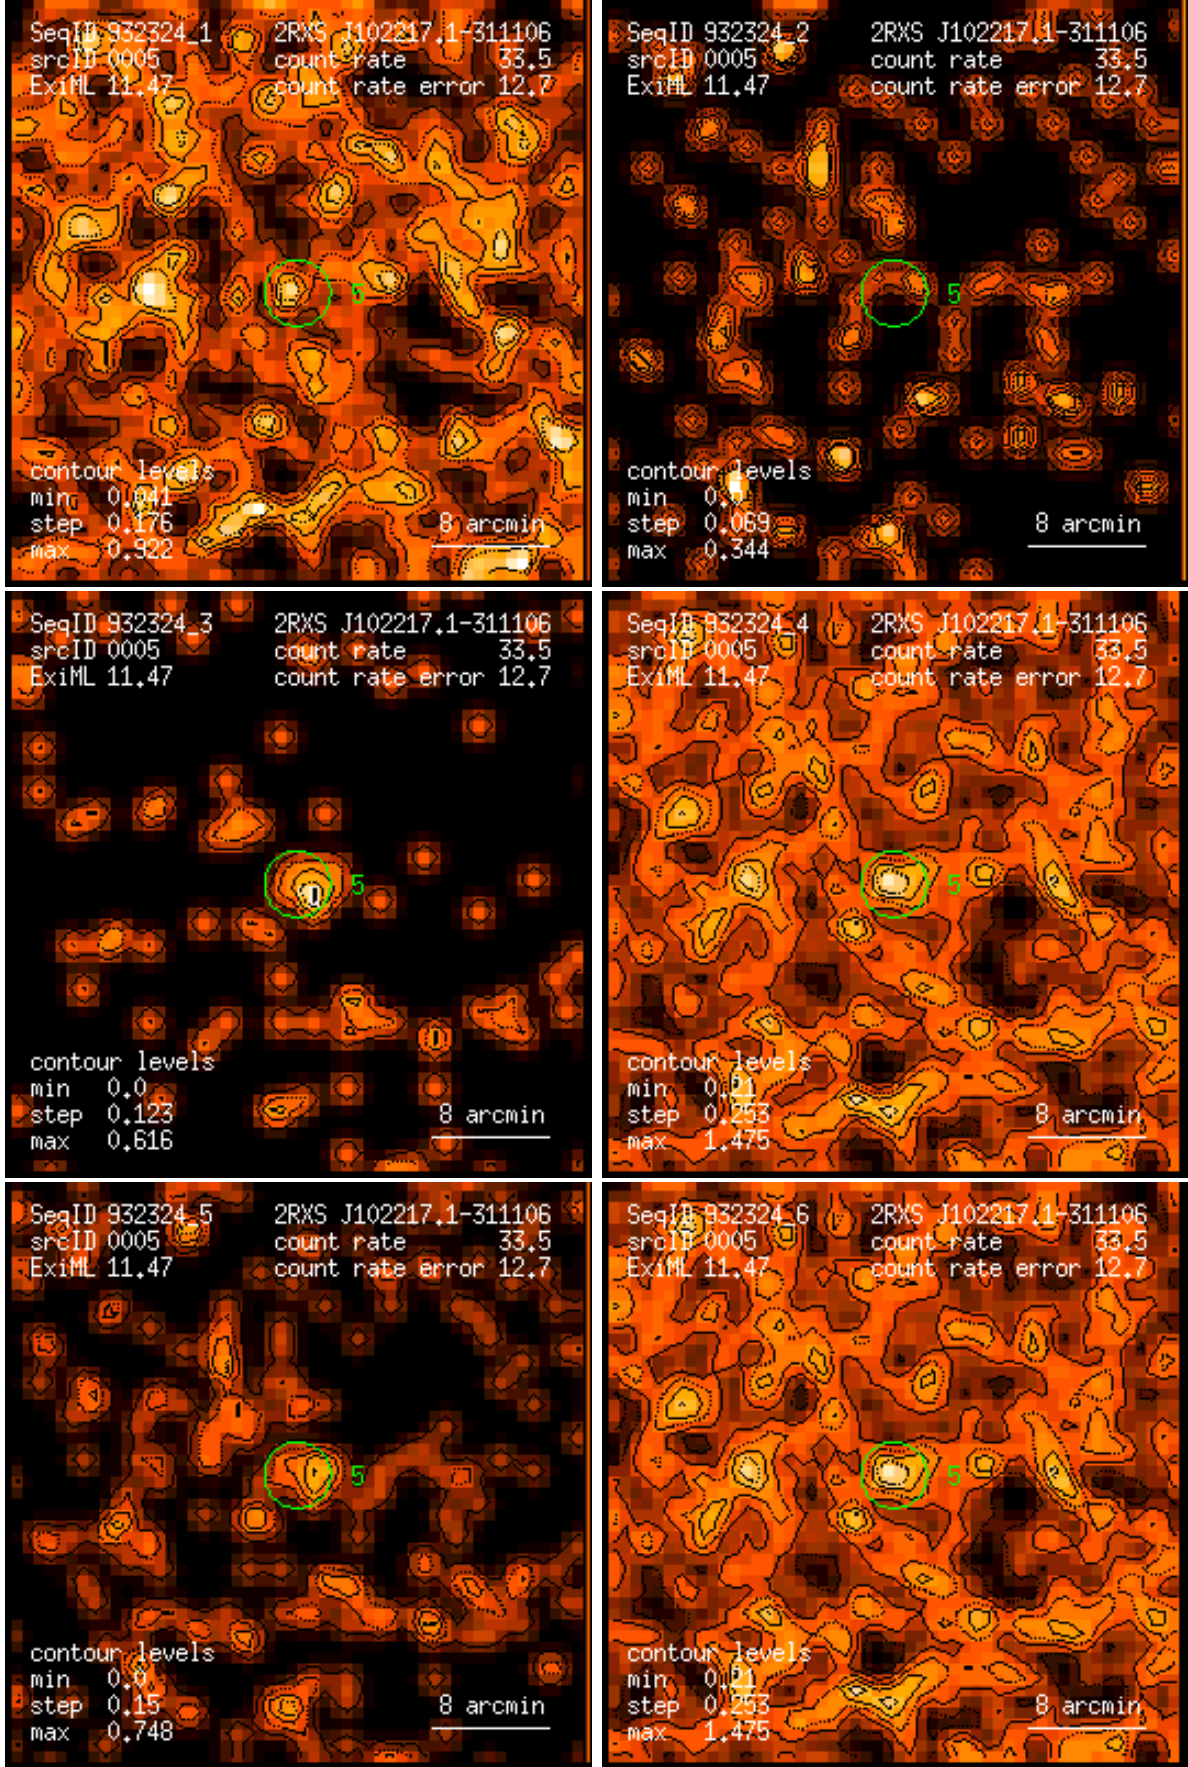 SeqID 932324_1 2RXS J102217.1-311106
srcID 0005 count rate 33.5
ExiML 11.47 count rate error 12.7
5
contour levels
min 0.041
step 0.176
max 0.922
8 arcmin
SeqID 932324_2 2RXS J102217.1-311106
srcID 0005 count rate 33.5
ExiML 11.47 count rate error 12.7
5
contour levels
min 0.0
step 0.069
max 0.344
8 arcmin
SeqID 932324_3 2RXS J102217.1-311106
srcID 0005 count rate 33.5
ExiML 11.47 count rate error 12.7
5
contour levels
min 0.0
step 0.123
max 0.616
8 arcmin
SeqID 932324_4 2RXS J102217.1-311106
srcID 0005 count rate 33.5
ExiML 11.47 count rate error 12.7
5
contour levels
min 0.21
step 0.253
max 1.475
8 arcmin
SeqID 932324_5 2RXS J102217.1-311106
srcID 0005 count rate 33.5
ExiML 11.47 count rate error 12.7
5
contour levels
min 0.0
step 0.15
max 0.748
8 arcmin
SeqID 932324_6 2RXS J102217.1-311106
srcID 0005 count rate 33.5
ExiML 11.47 count rate error 12.7
5
contour levels
min 0.21
step 0.253
max 1.475
8 arcmin